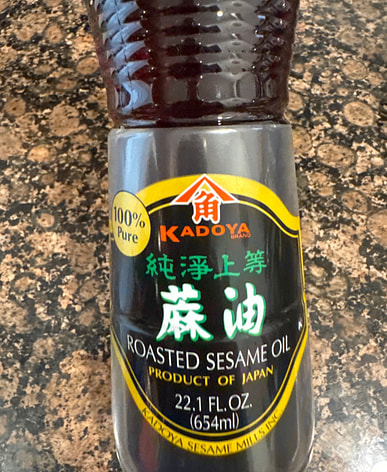 角
100%
Pure
KADOYA
BRAND
純淨上等
蔴油
ROASTED SESAME OIL
PRODUCT OF JAPAN
22.1 FL. OZ.
(654ml)
KADOYA SESAME MILLS INC.